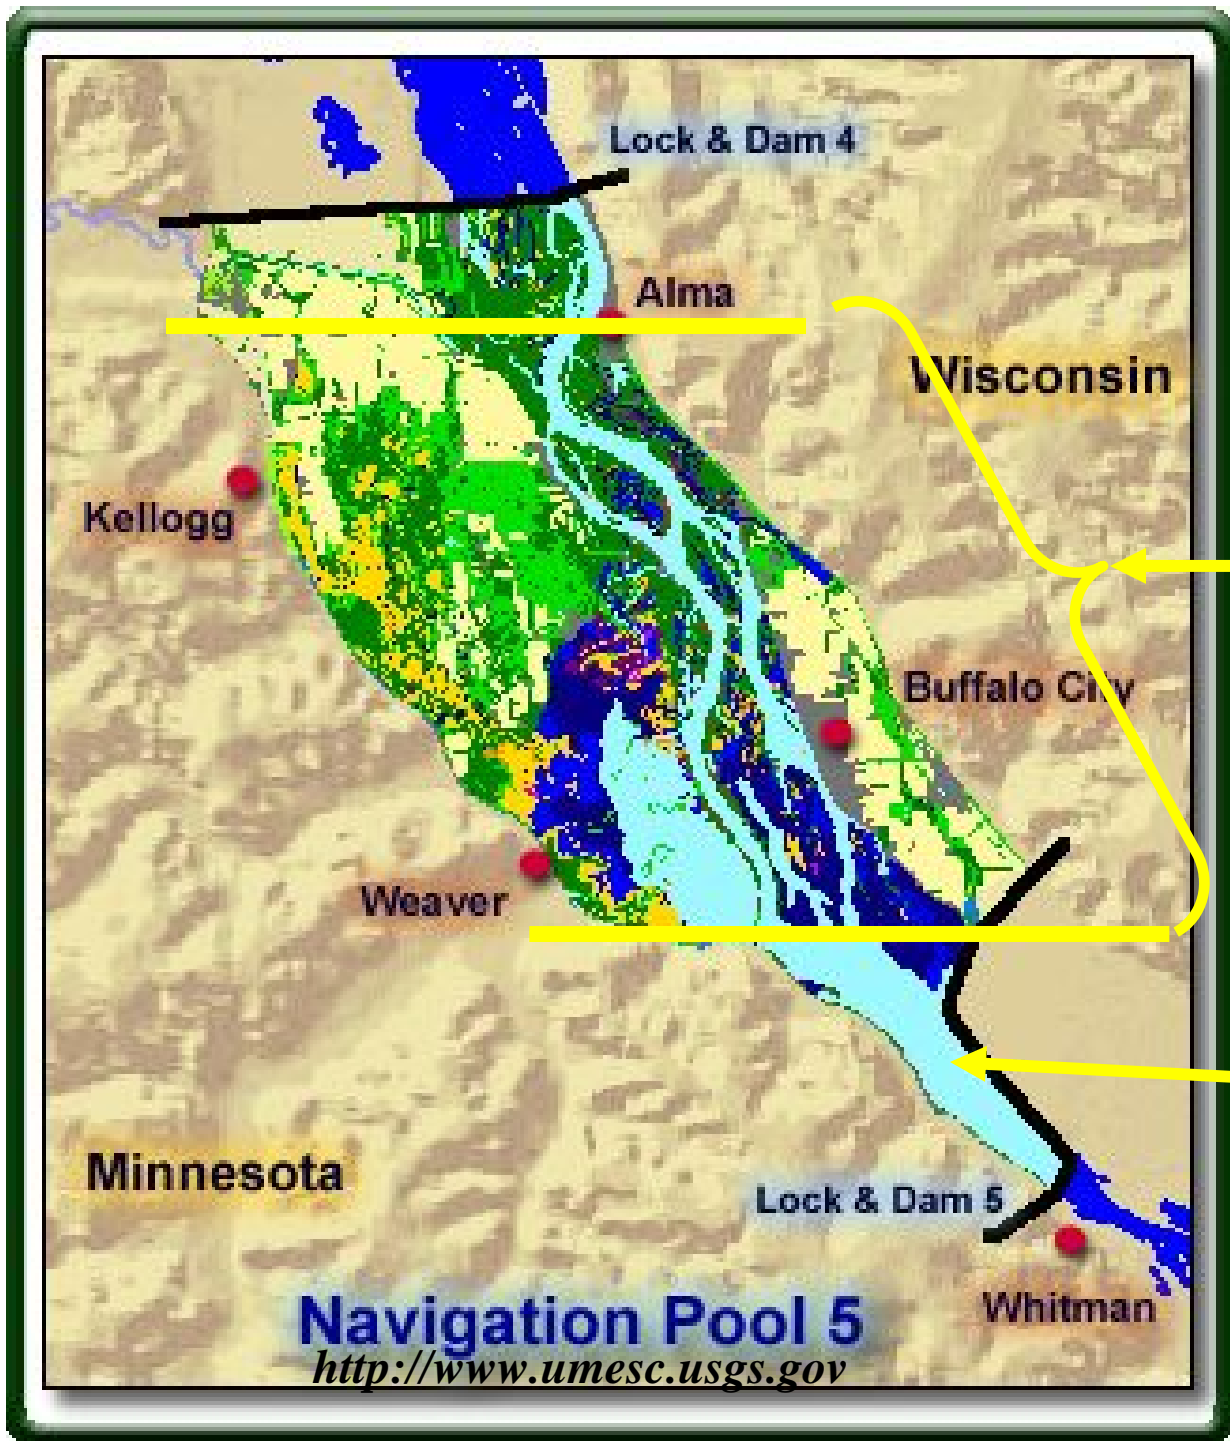 Lock & Dam 4
Alma
Wisconsin
Kellogg
Buffalo City
Weaver
Minnesota
Lock & Dam 5
Whitman
Navigation Pool 5
http://www.umesc.usgs.gov